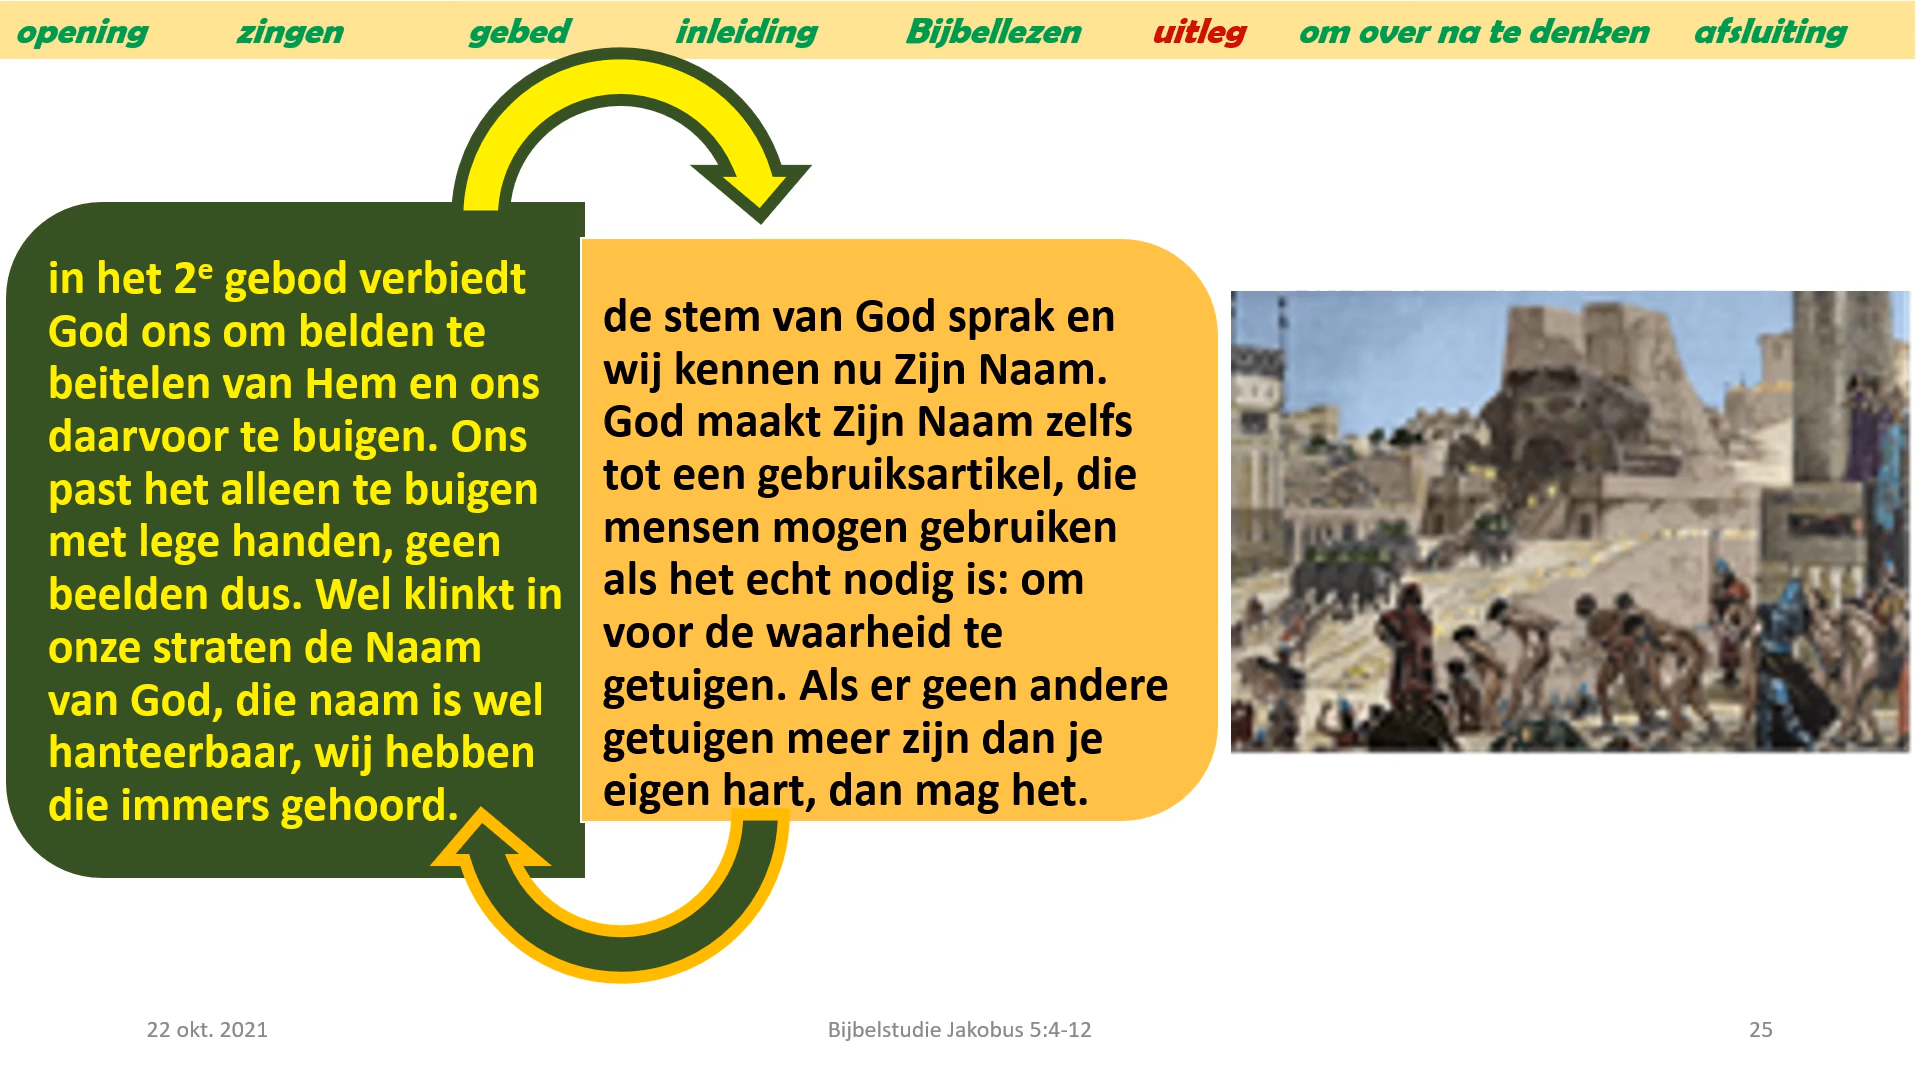 opening zingen gebed inleiding Bijbellezen uitleg om over na te denken afsluiting
in het 2e gebod verbiedt
God ons om belden te
beitelen van Hem en ons
daarvoor te buigen. Ons
past het alleen te buigen
met lege handen, geen
beelden dus. Wel klinkt in
onze straten de Naam
van God, die naam is wel
hanteerbaar, wij hebben
die immers gehoord.
de stem van God sprak en
wij kennen nu Zijn Naam.
God maakt Zijn Naam zelfs
tot een gebruiksartikel, die
mensen mogen gebruiken
als het echt nodig is: om
voor de waarheid te
getuigen. Als er geen andere
getuigen meer zijn dan je
eigen hart, dan mag het.
22 okt. 2021
Bijbelstudie Jakobus 5:4-12
25